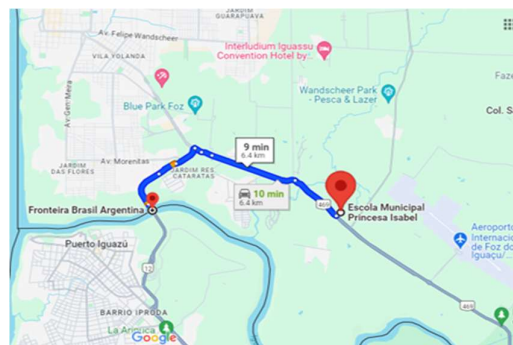 JARDIM
GUARAPUAVA
Av. Felipe Wandscheer
VILA YOLANDA
Interludium Iguassu
Convention Hotel by:
Av. Gen. Meira
Blue Park Foz
Wandscheer Park
- Pesca & Lazer
Faze
Col. S
9 min
6.4 km
Av. Morenitas
JARDIM
DAS FLORES
JARDIM RES.
CATARATAS
10 min
6.4 km
Fronteira Brasil Argentina
469
Escola Municipal
Princesa Isabel
Aeroporto
Internacio
de Foz do
Iguaçu/
Puerto Iguazú
12
BARRIO IPRODA
La Aripuca
Google
469